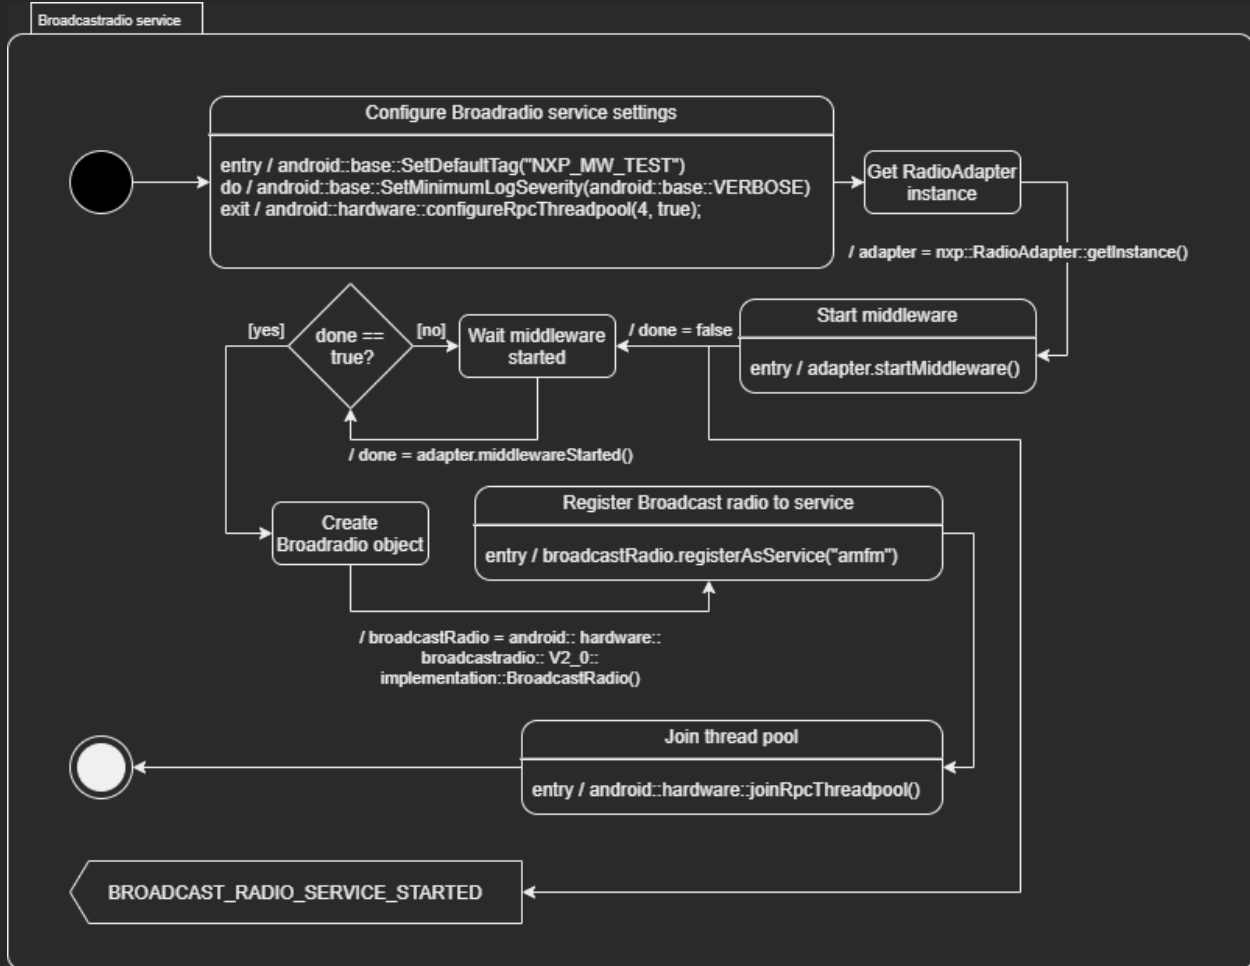 Broadcastradio service
Configure Broadradio service settings
entry / android::base::SetDefaultTag("NXP_MW_TEST")
do / android::base::SetMinimumLogSeverity(android::base::VERBOSE)
exit / android::hardware::configureRpcThreadpool(4, true);
Get RadioAdapter
instance
/ adapter = nxp::RadioAdapter::getInstance()
Start middleware
entry / adapter.startMiddleware()
/ done = false
Wait middleware
started
[no]
done ==
true?
[yes]
/ done = adapter.middlewareStarted()
Create
Broadradio object
/ broadcastRadio = android:: hardware::
broadcastradio:: V2_0::
implementation::BroadcastRadio()
Register Broadcast radio to service
entry / broadcastRadio.registerAsService("amfm")
Join thread pool
entry / android::hardware::joinRpcThreadpool()
BROADCAST_RADIO_SERVICE_STARTED